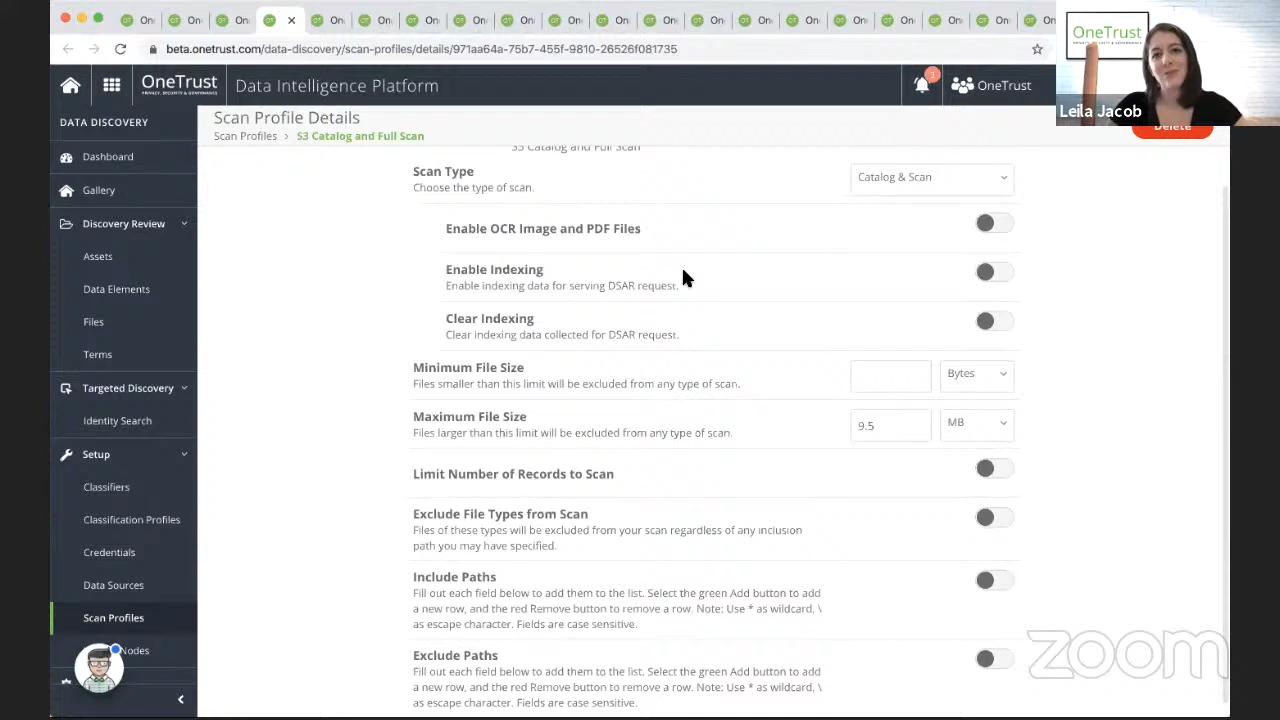 beta.onetrust.com/data-discovery/scan-profiles/details/971aa64a-75b7-455f-9810-26526f081735
OneTrust
PRIVACY, SECURITY & GOVERNANCE
Data Intelligence Platform
3
OneTrust
OneTrust
Leila Jacob
DATA DISCOVERY
Dashboard
Gallery
Discovery Review
Assets
Data Elements
Files
Terms
Targeted Discovery
Identity Search
Setup
Classifiers
Classification Profiles
Credentials
Data Sources
Scan Profiles
Nodes
Scan Profile Details
Scan Profiles > S3 Catalog and Full Scan
Delete
S3 Catalog and Full Scan
Scan Type
Choose the type of scan.
Catalog & Scan
Enable OCR Image and PDF Files
Enable Indexing
Enable indexing data for serving DSAR request.
Clear Indexing
Clear indexing data collected for DSAR request.
Minimum File Size
Files smaller than this limit will be excluded from any type of scan.
Bytes
Maximum File Size
Files larger than this limit will be excluded from any type of scan.
9.5
MB
Limit Number of Records to Scan
Exclude File Types from Scan
Files of these types will be excluded from your scan regardless of any inclusion
path you may have specified.
Include Paths
Fill out each field below to add them to the list. Select the green Add button to add
a new row, and the red Remove button to remove a row. Note: Use * as wildcard, \
as escape character. Fields are case sensitive.
Exclude Paths
Fill out each field below to add them to the list. Select the green Add button to add
a new row, and the red Remove button to remove a row. Note: Use * as wildcard, \
as escape character. Fields are case sensitive.
zoom